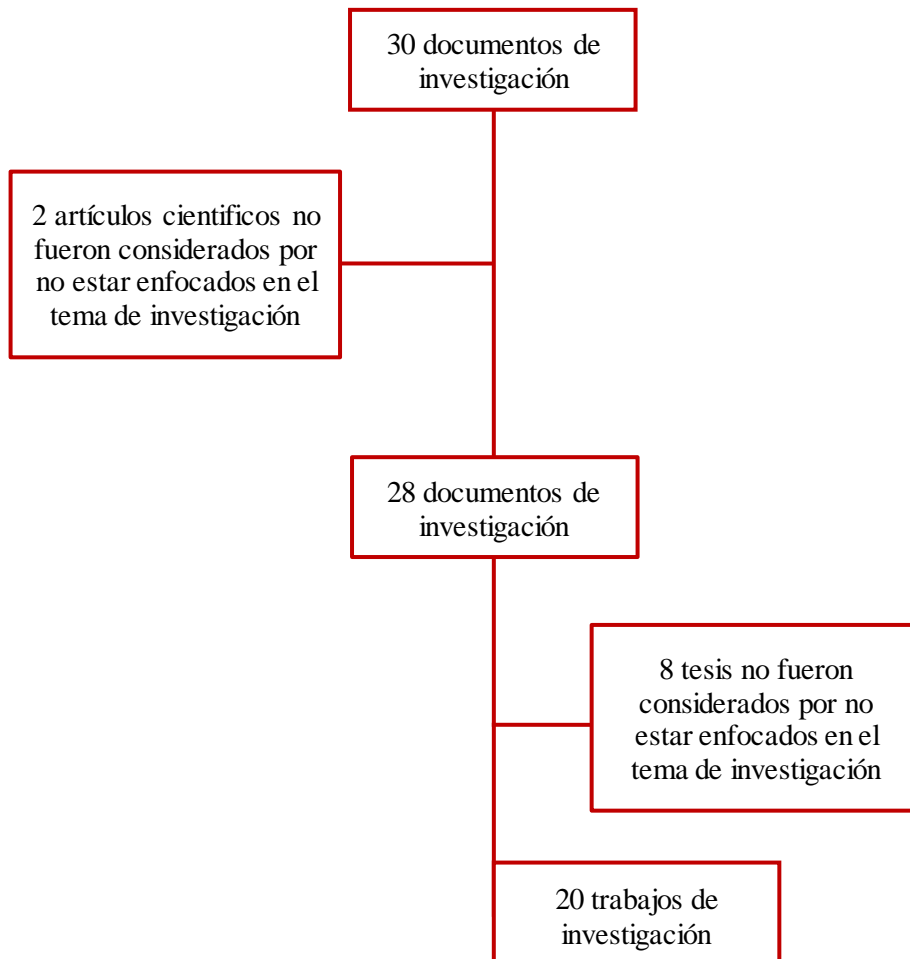 30 documentos de
investigación
2 artículos cientificos no
fueron considerados por
no estar enfocados en el
tema de investigación
28 documentos de
investigación
8 tesis no fueron
considerados por no
estar enfocados en el
tema de investigación
20 trabajos de
investigación